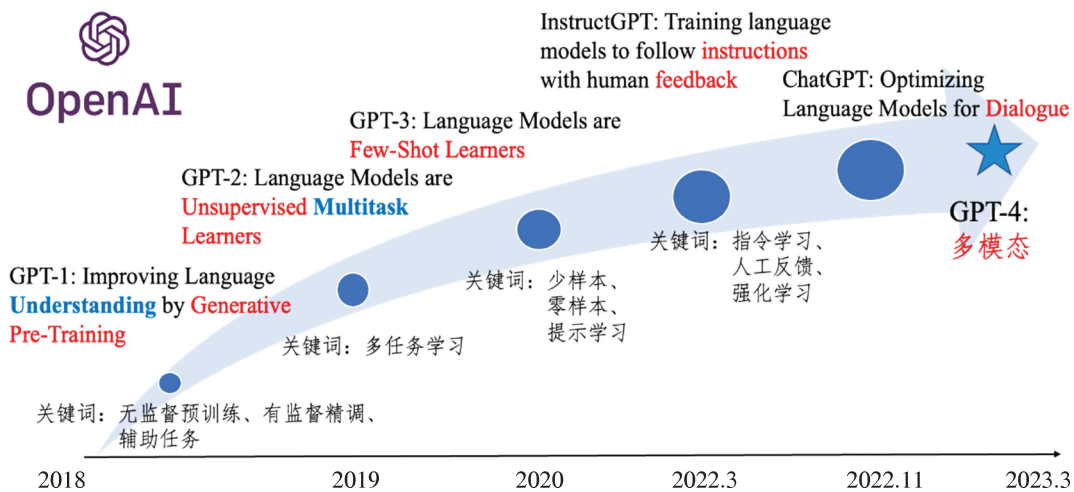 OpenAI
InstructGPT: Training language
models to follow instructions
with human feedback
ChatGPT: Optimizing
Language Models for Dialogue
GPT-3: Language Models are
Few-Shot Learners
GPT-2: Language Models are
Unsupervised Multitask
Learners
GPT-4:
多模态
关键词：指令学习、
人工反馈、
强化学习
GPT-1: Improving Language
Understanding by Generative
Pre-Training
关键词：少样本、
零样本、
提示学习
关键词：多任务学习
关键词：无监督预训练、有监督精调、
辅助任务
2018
2019
2020
2022.3
2022.11
2023.3